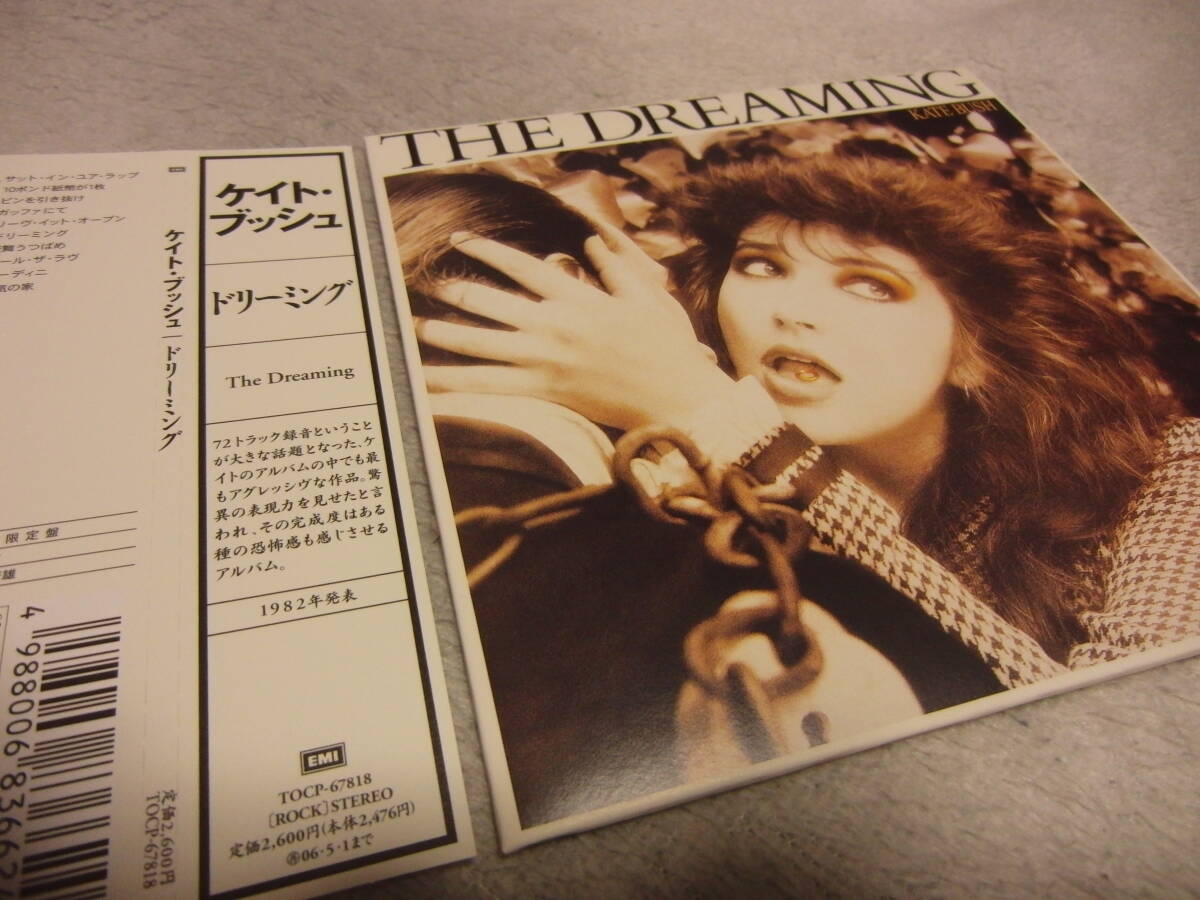 サット・イン・ユア・ラップ
10ポンド紙幣が1枚
ピンを引き抜け
ガッファにて
リーヴ・イット・オープン
ドリーミング
舞うつばめ
オール・ザ・ラヴ
ーディニ
気の家
限定盤
雄
4 988006 83662
EMI
ケイト・ブッシュ ドリーミング
定価2,600円
TOCP-67818
ケイト・
ブッシュ
ドリーミング
The Dreaming
72トラック録音ということ
が大きな話題となった、ケ
イトのアルバムの中でも最
もアグレッシヴな作品。驚
異の表現力を見せたと言
われ、その完成度はある
種の恐怖感も感じさせる
アルバム。
1982年発表
EMI
TOCP-67818
[ROCK] STEREO
定価2,600円(本体2,476円)
㋘06・5・1まで
THE DREAMING
KATE BUSH